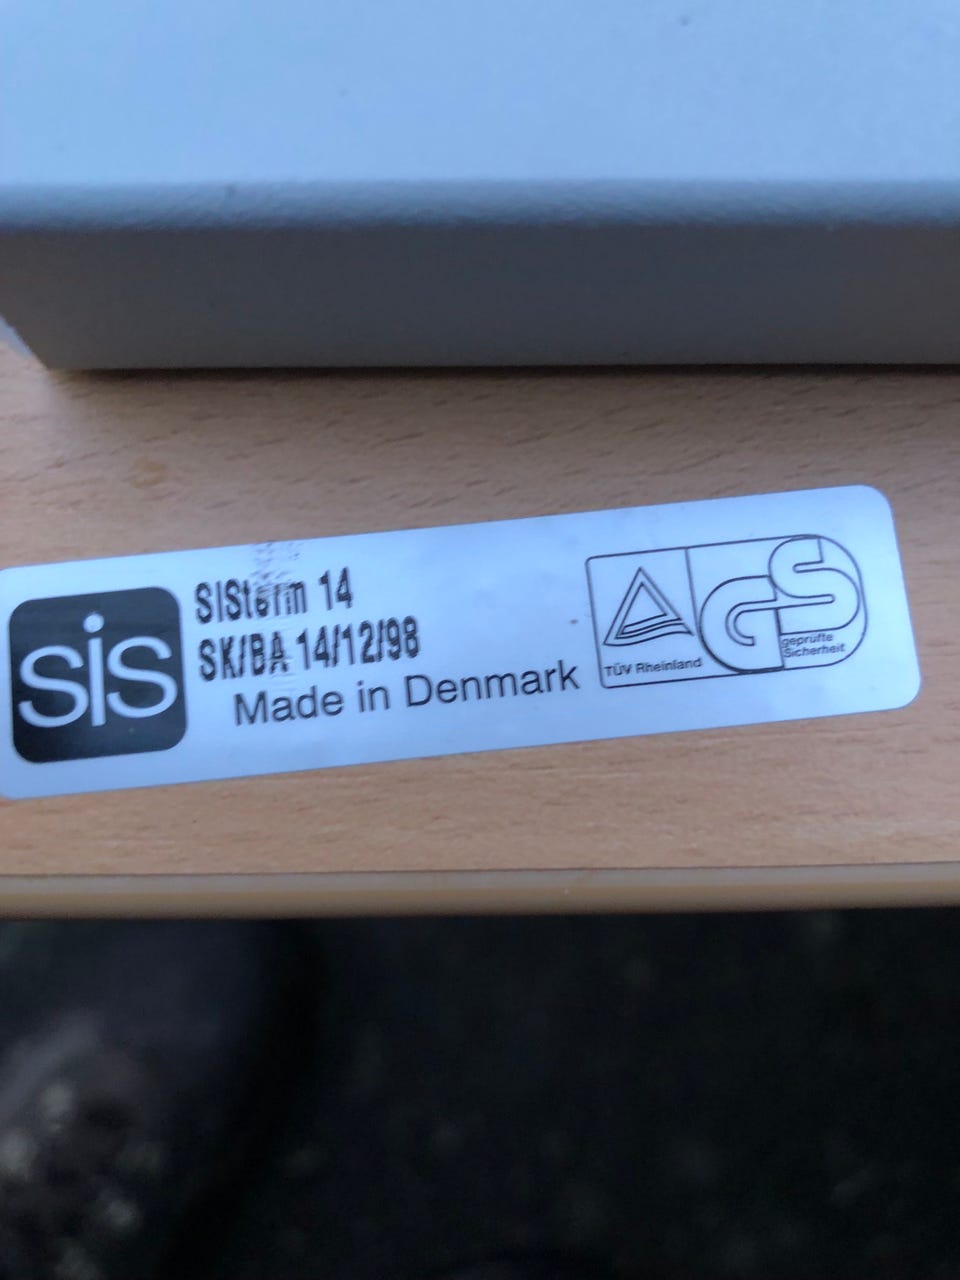 sis
SISterm 14
SK/BA 14/12/98
Made in Denmark
TÜV Rheinland
GS
geprüfte
Sicherheit